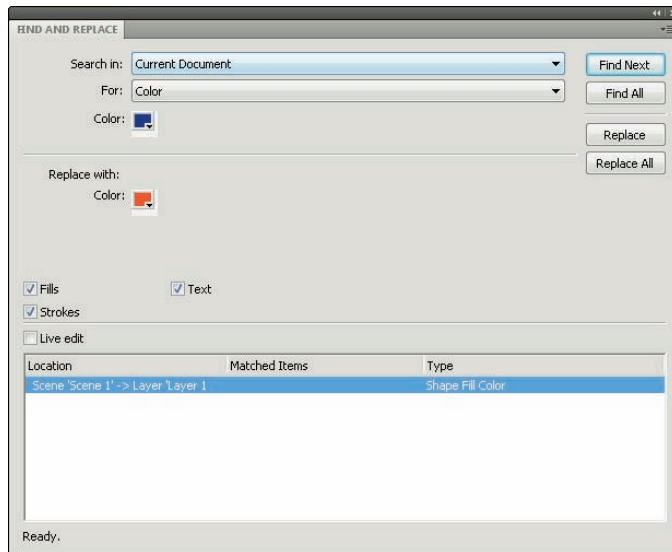 FIND AND REPLACE
Search in: Current Document Find Next
For: Color Find All
Color:
Replace
Replace All
Replace with:
Color:
Fills Text
Strokes
Live edit
Location Matched Items Type
Scene 'Scene 1' -> Layer 'Layer 1 Shape Fill Color
Ready.